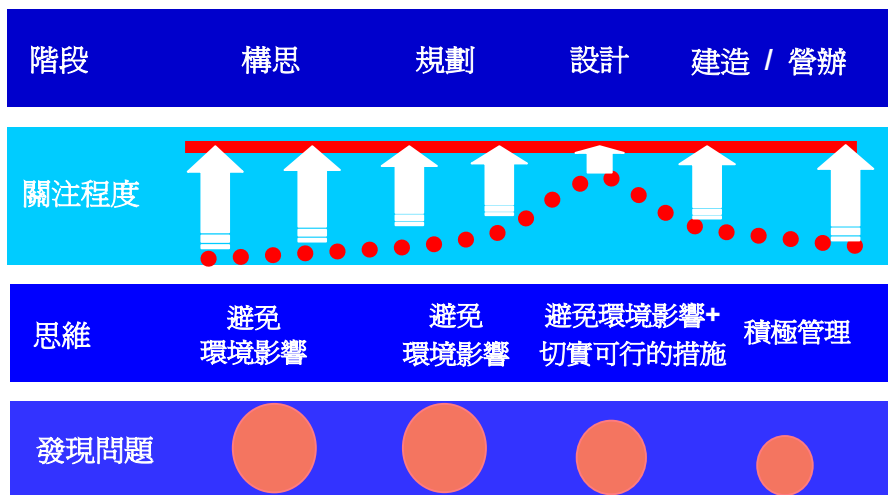 階段 構思 規劃 設計 建造 / 營辦
關注程度
思維
避免
環境影響
避免
環境影響
避免環境影響+
切實可行的措施
積極管理
發現問題